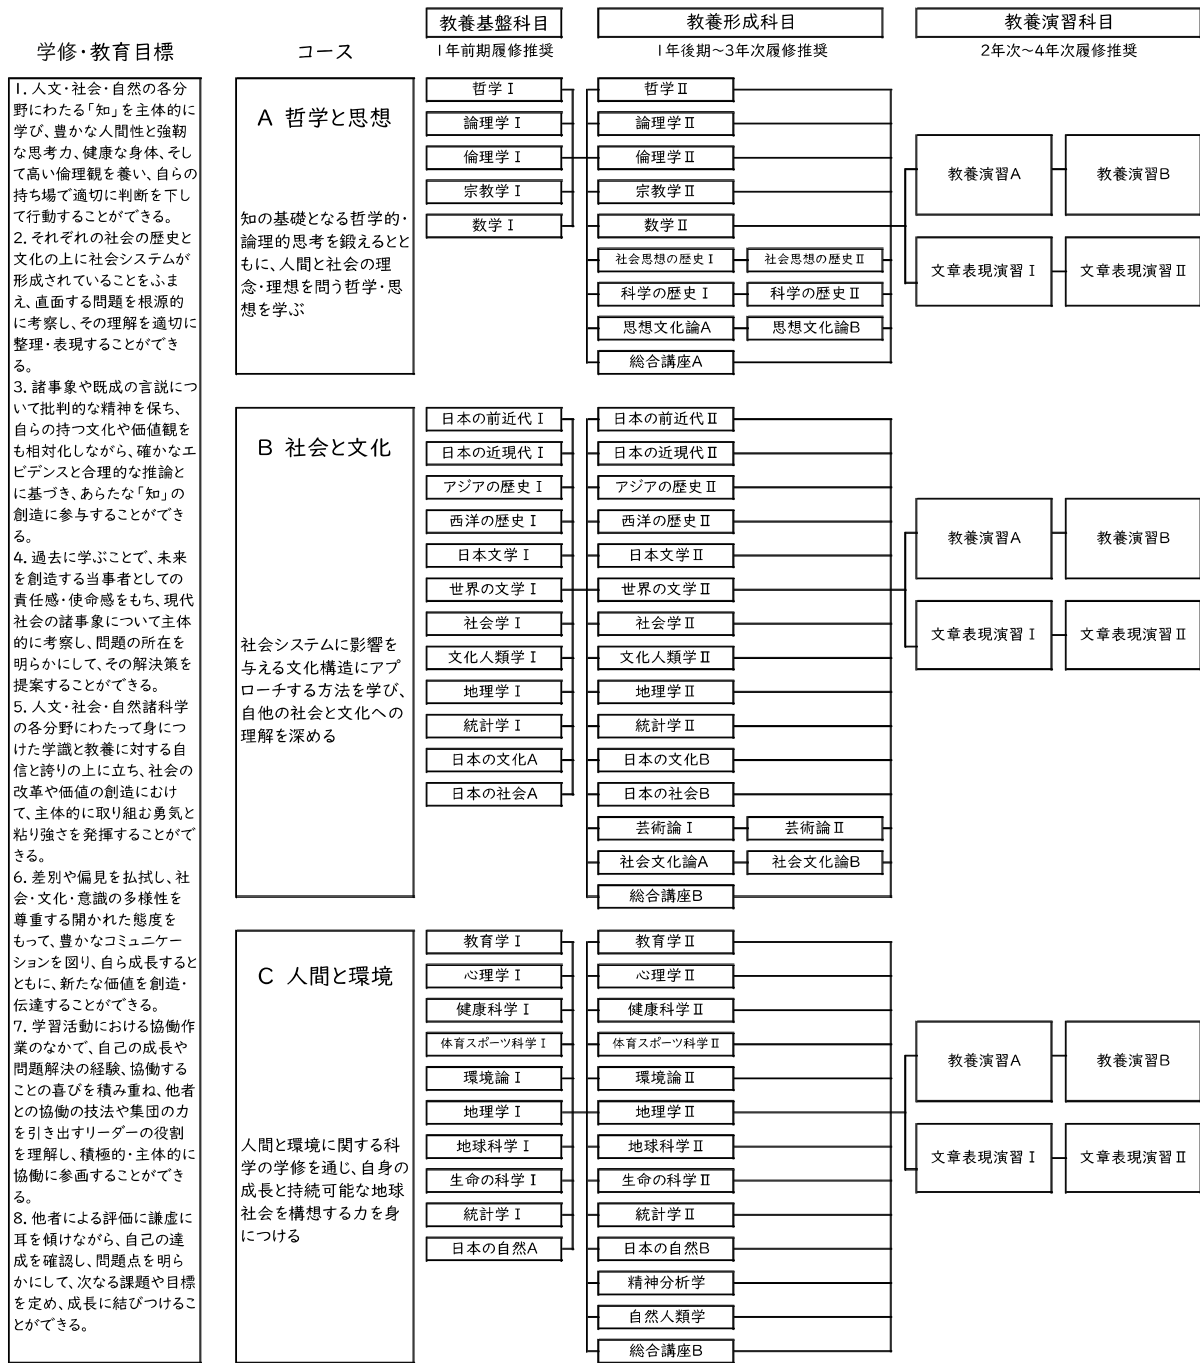 教養基盤科目
教養形成科目
教養演習科目
学修・教育目標
コース
1年前期履修推奨
1年後期~3年次履修推奨
2年次~4年次履修推奨
1. 人文・社会・自然の各分
野にわたる「知」を主体的に
学び、豊かな人間性と強靭
な思考力、健康な身体、そし
て高い倫理観を養い、自らの
持ち場で適切に判断を下し
て行動することができる。
2. それぞれの社会の歴史と
文化の上に社会システムが
形成されていることをふま
え、直面する問題を根源的
に考察し、その理解を適切に
整理・表現することができ
る。
3. 諸事象や既成の言説につ
いて批判的な精神を保ち、
自らの持つ文化や価値観を
も相対化しながら、確かなエ
ビデンスと合理的な推論と
に基づき、あらたな「知」の
創造に参与することができ
る。
4. 過去に学ぶことで、未来
を創造する当事者としての
責任感・使命感をもち、現代
社会の諸事象について主体
的に考察し、問題の所在を
明らかにして、その解決策を
提案することができる。
5. 人文・社会・自然諸科学
の各分野にわたって身につ
けた学識と教養に対する自
信と誇りの上に立ち、社会の
改革や価値の創造にむけ
て、主体的に取り組む勇気と
粘り強さを発揮することがで
きる。
6. 差別や偏見を払拭し、社
会・文化・意識の多様性を
尊重する開かれた態度を
もって、豊かなコミュニケー
ションを図り、自ら成長すると
ともに、新たな価値を創造・
伝達することができる。
7. 学習活動における協働作
業のなかで、自己の成長や
問題解決の経験、協働する
ことの喜びを積み重ね、他者
との協働の技法や集団の力
を引き出すリーダーの役割
を理解し、積極的・主体的に
協働に参画することができ
る。
8. 他者による評価に謙虚に
耳を傾けながら、自己の達
成を確認し、問題点を明ら
かにして、次なる課題や目標
を定め、成長に結びつけるこ
とができる。
A 哲学と思想
知の基礎となる哲学的・
論理的思考を鍛えるとと
もに、人間と社会の理
念・理想を問う哲学・思
想を学ぶ
哲学Ⅰ
論理学Ⅰ
倫理学Ⅰ
宗教学Ⅰ
数学Ⅰ
哲学Ⅱ
論理学Ⅱ
倫理学Ⅱ
宗教学Ⅱ
数学Ⅱ
社会思想の歴史Ⅰ 社会思想の歴史Ⅱ
科学の歴史Ⅰ 科学の歴史Ⅱ
思想文化論A 思想文化論B
総合講座A
教養演習A 教養演習B
文章表現演習Ⅰ 文章表現演習Ⅱ
B 社会と文化
社会システムに影響を
与える文化構造にアプ
ローチする方法を学び、
自他の社会と文化への
理解を深める
日本の前近代Ⅰ
日本の近現代Ⅰ
アジアの歴史Ⅰ
西洋の歴史Ⅰ
日本文学Ⅰ
世界の文学Ⅰ
社会学Ⅰ
文化人類学Ⅰ
地理学Ⅰ
統計学Ⅰ
日本の文化A
日本の社会A
日本の前近代Ⅱ
日本の近現代Ⅱ
アジアの歴史Ⅱ
西洋の歴史Ⅱ
日本文学Ⅱ
世界の文学Ⅱ
社会学Ⅱ
文化人類学Ⅱ
地理学Ⅱ
統計学Ⅱ
日本の文化B
日本の社会B
芸術論Ⅰ 芸術論Ⅱ
社会文化論A 社会文化論B
総合講座B
教養演習A 教養演習B
文章表現演習Ⅰ 文章表現演習Ⅱ
C 人間と環境
人間と環境に関する科
学の学修を通じ、自身の
成長と持続可能な地球
社会を構想する力を身
につける
教育学Ⅰ
心理学Ⅰ
健康科学Ⅰ
体育スポーツ科学Ⅰ
環境論Ⅰ
地理学Ⅰ
地球科学Ⅰ
生命の科学Ⅰ
統計学Ⅰ
日本の自然A
教育学Ⅱ
心理学Ⅱ
健康科学Ⅱ
体育スポーツ科学Ⅱ
環境論Ⅱ
地理学Ⅱ
地球科学Ⅱ
生命の科学Ⅱ
統計学Ⅱ
日本の自然B
精神分析学
自然人類学
総合講座B
教養演習A 教養演習B
文章表現演習Ⅰ 文章表現演習Ⅱ